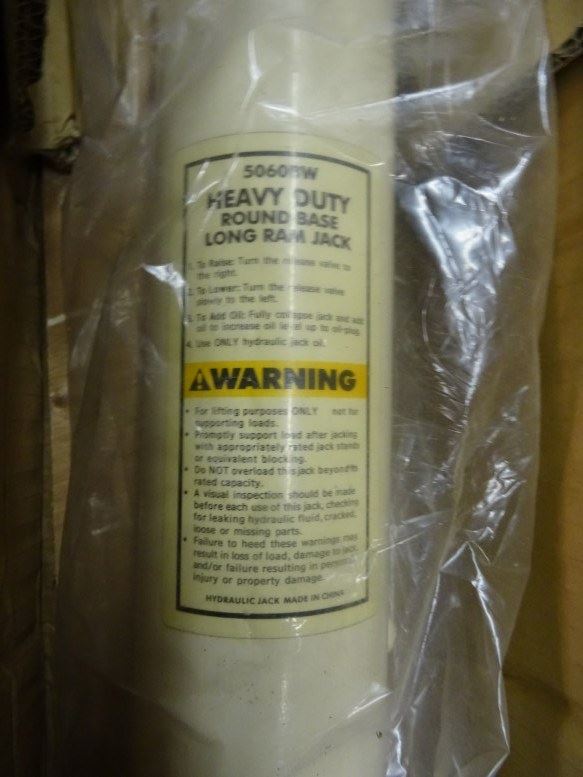 5060BW
HEAVY DUTY
ROUND BASE
LONG RAM JACK
1. To Raise: Turn the release valve to
the right.
2. To Lower: Turn the release valve
slowly to the left.
3. To Add Oil: Fully collapse jack and add
oil to increase oil level up to oil-plug.
4. Use ONLY hydraulic jack oil.
WARNING
• For lifting purposes ONLY not for
supporting loads.
• Promptly support load after jacking
with appropriately rated jack stands
or equivalent blocking.
• Do NOT overload this jack beyond its
rated capacity.
• A visual inspection should be made
before each use of this jack, checking
for leaking hydraulic fluid, cracked,
loose or missing parts.
• Failure to heed these warnings may
result in loss of load, damage to jack,
and/or failure resulting in personal
injury or property damage.
HYDRAULIC JACK MADE IN CHINA